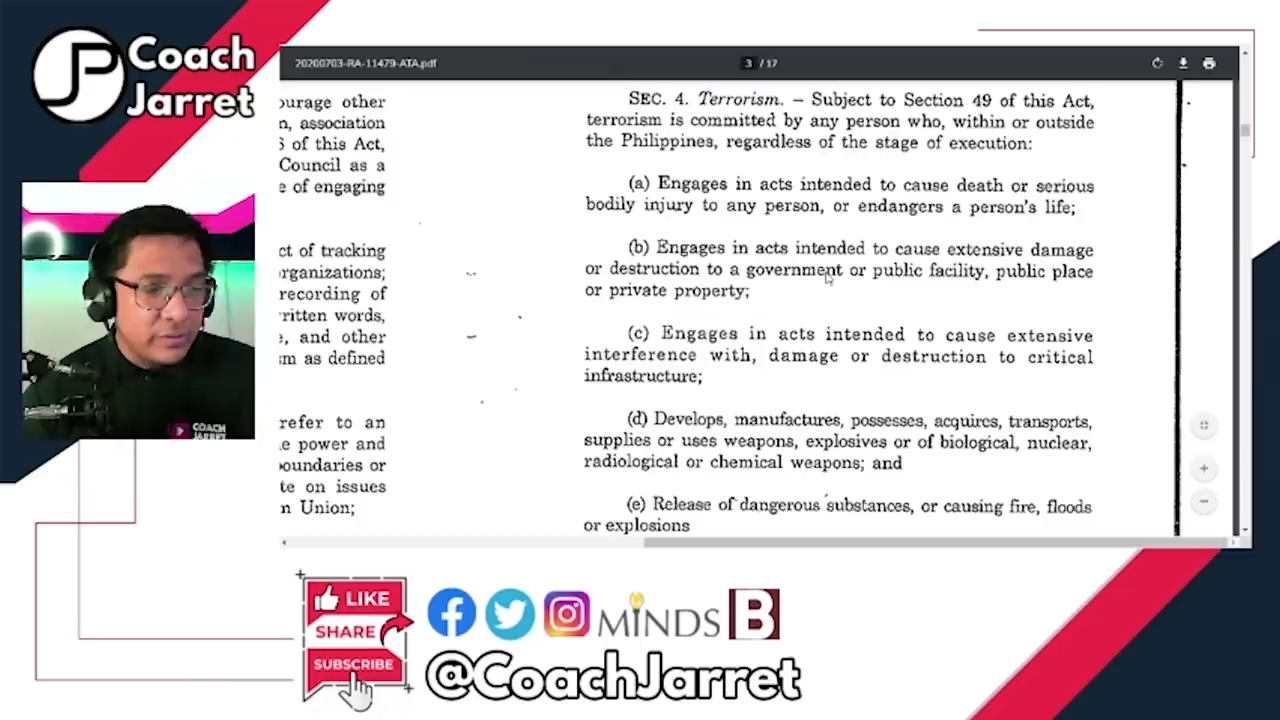 Coach
Jarret
20200703-RA-11479-ATA.pdf
3 / 17
ourage other
n, association
of this Act,
Council as a
e of engaging
ct of tracking
rganizations;
recording of
ritten words,
e, and other
sm as defined
refer to an
e power and
boundaries or
te on issues
n Union;
SEC. 4. Terrorism. – Subject to Section 49 of this Act,
terrorism is committed by any person who, within or outside
the Philippines, regardless of the stage of execution:
(a) Engages in acts intended to cause death or serious
bodily injury to any person, or endangers a person's life;
(b) Engages in acts intended to cause extensive damage
or destruction to a government or public facility, public place
or private property;
(c) Engages in acts intended to cause extensive
interference with, damage or destruction to critical
infrastructure;
(d) Develops, manufactures, possesses, acquires, transports,
supplies or uses weapons, explosives or of biological, nuclear,
radiological or chemical weapons; and
(e) Release of dangerous substances, or causing fire, floods
or explosions
COACH
JARRET
LIKE
SHARE
SUBSCRIBE
MINDS B
@CoachJarret